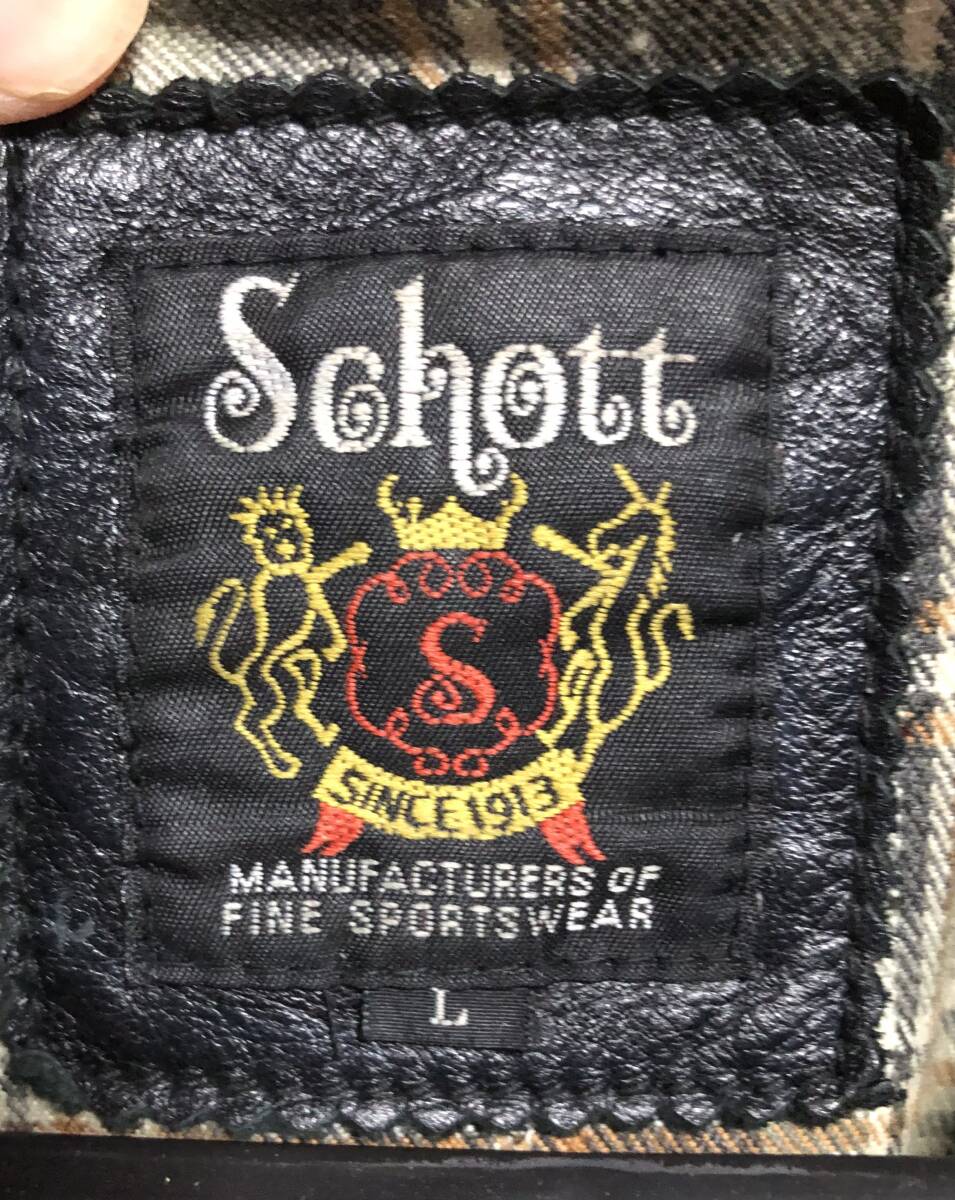 Schott
S
SINCE 1913
MANUFACTURERS OF
FINE SPORTSWEAR
L